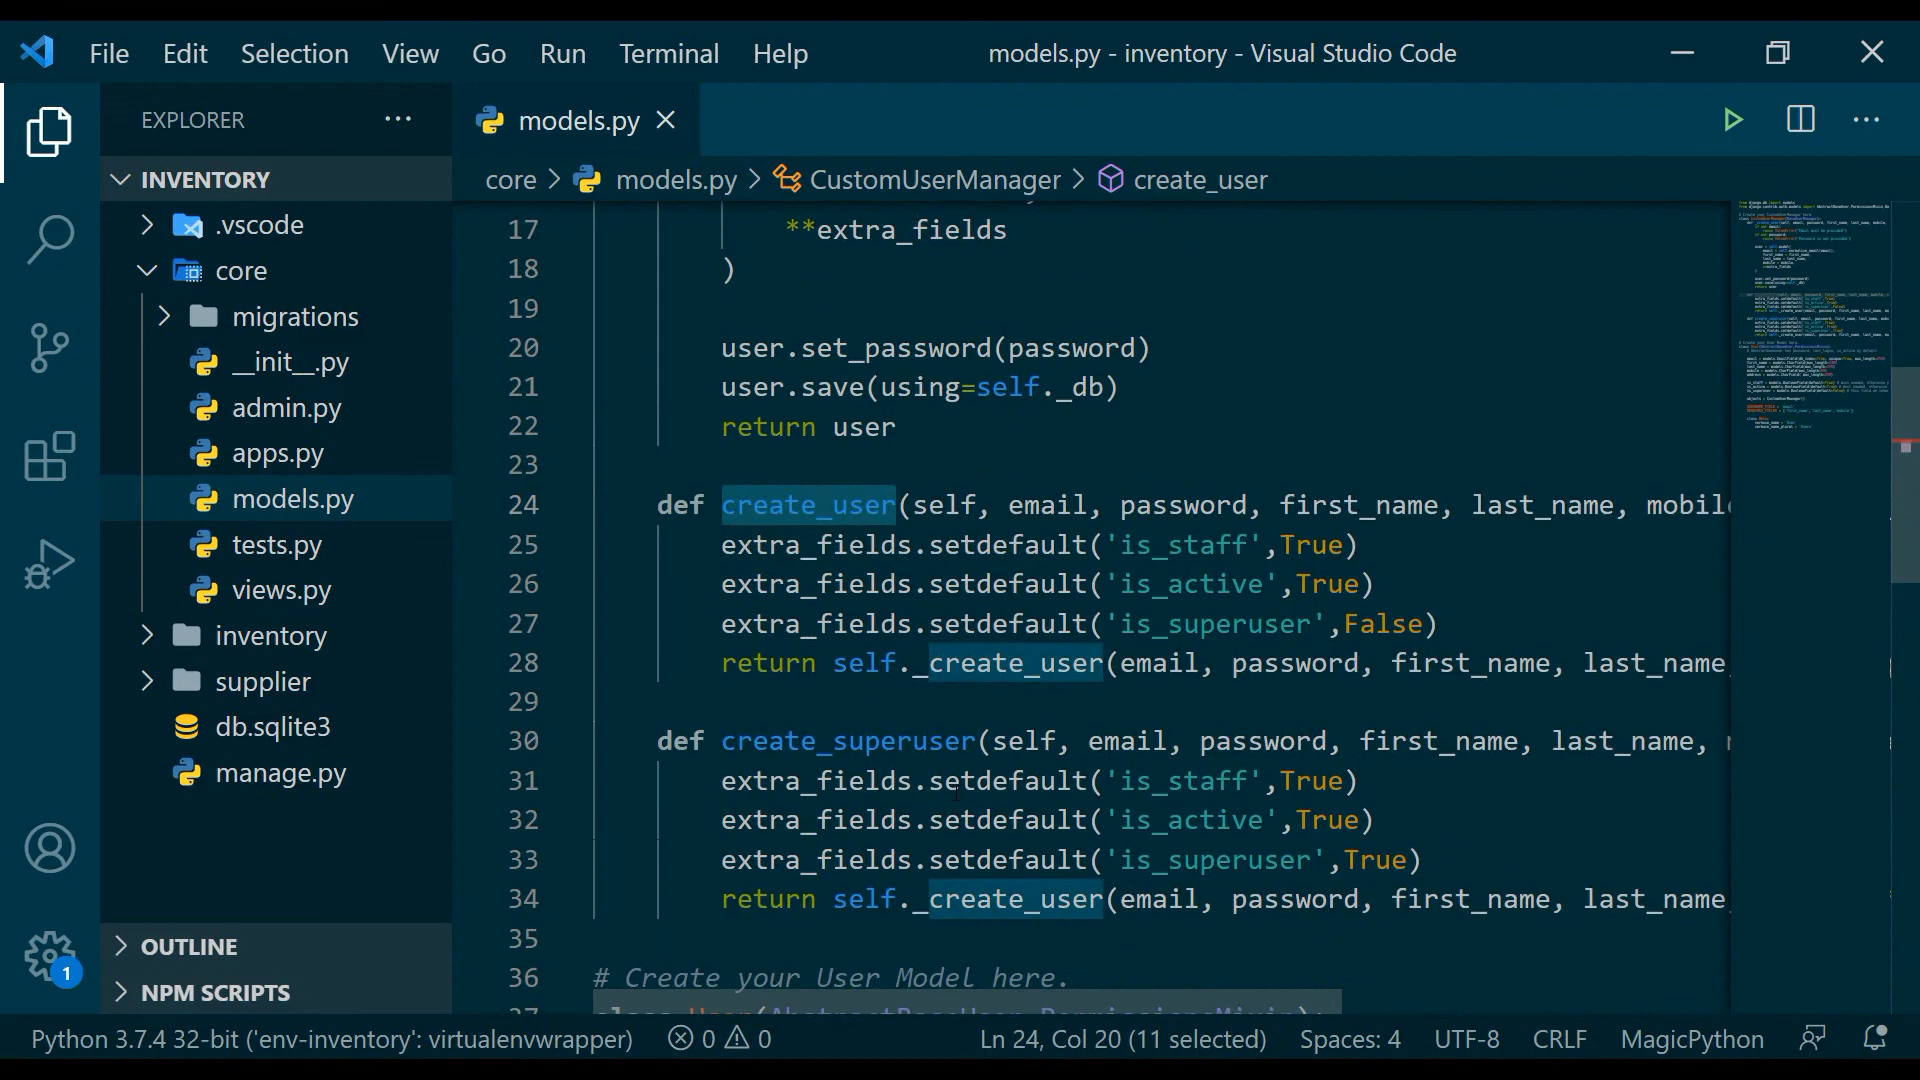 File Edit Selection View Go Run Terminal Help models.py - inventory - Visual Studio Code
EXPLORER ...
INVENTORY
.vscode
core
migrations
__init__.py
admin.py
apps.py
models.py
tests.py
views.py
inventory
supplier
db.sqlite3
manage.py
OUTLINE
NPM SCRIPTS
1
models.py
core > models.py > CustomUserManager > create_user
17 **extra_fields
18 )
19
20 user.set_password(password)
21 user.save(using=self._db)
22 return user
23
24 def create_user(self, email, password, first_name, last_name, mobile
25 extra_fields.setdefault('is_staff',True)
26 extra_fields.setdefault('is_active',True)
27 extra_fields.setdefault('is_superuser',False)
28 return self._create_user(email, password, first_name, last_name,
29
30 def create_superuser(self, email, password, first_name, last_name,
31 extra_fields.setdefault('is_staff',True)
32 extra_fields.setdefault('is_active',True)
33 extra_fields.setdefault('is_superuser',True)
34 return self._create_user(email, password, first_name, last_name,
35
36 # Create your User Model here.
37 class User(AbstractBaseUser,PermissionsMixin):
Python 3.7.4 32-bit ('env-inventory': virtualenvwrapper) 0 0 Ln 24, Col 20 (11 selected) Spaces: 4 UTF-8 CRLF MagicPython